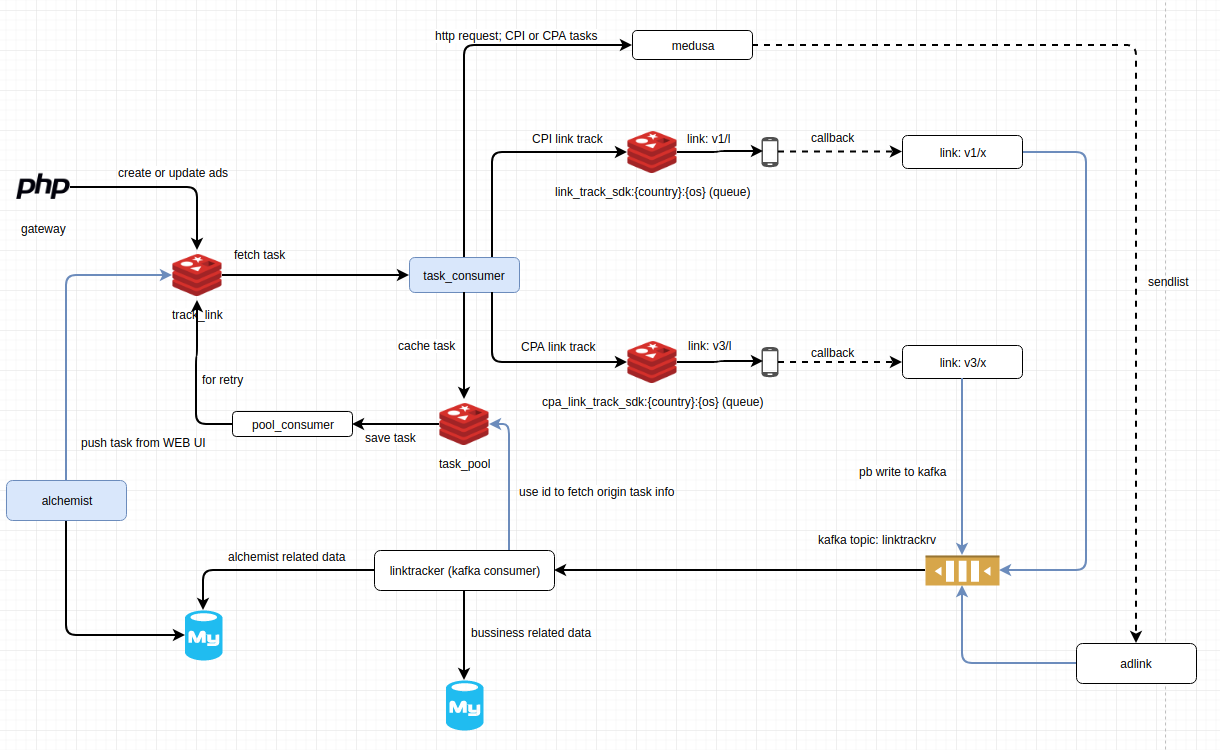 http request; CPI or CPA tasks
medusa
CPI link track
link: v1/l
callback
link: v1/x
link_track_sdk:{country}:{os} (queue)
php
create or update ads
gateway
fetch task
track_link
task_consumer
sendlist
cache task
CPA link track
link: v3/l
callback
link: v3/x
cpa_link_track_sdk:{country}:{os} (queue)
for retry
pool_consumer
save task
task_pool
push task from WEB UI
alchemist
use id to fetch origin task info
pb write to kafka
kafka topic: linktrackrv
alchemist related data
linktracker (kafka consumer)
My
bussiness related data
My
adlink